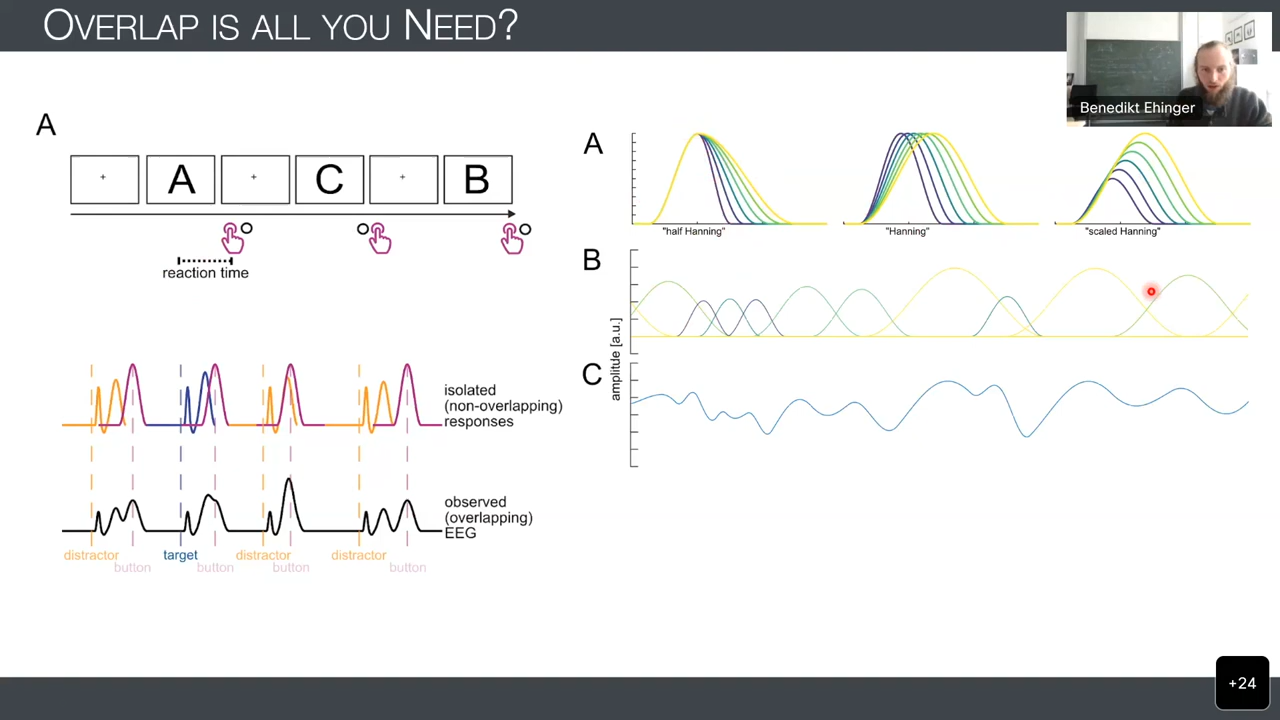 OVERLAP IS ALL YOU NEED?
Benedikt Ehinger
A
A
C
B
reaction time
isolated
(non-overlapping)
responses
observed
(overlapping)
EEG
distractor
target
distractor
distractor
button
button
button
button
A
"half Hanning"
"Hanning"
"scaled Hanning"
B
C
amplitude [a.u.]
+24